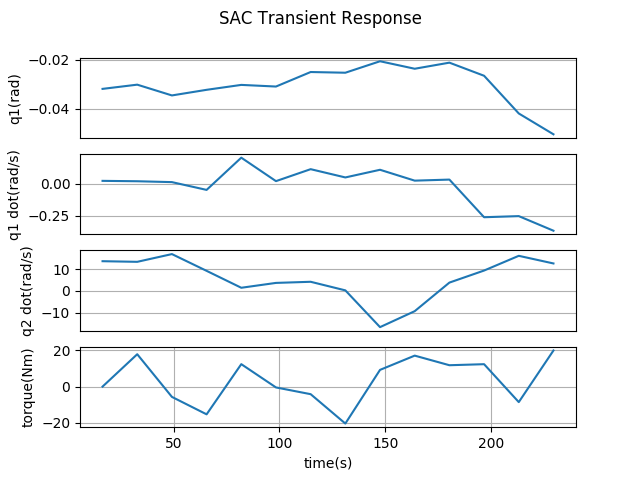 SAC Transient Response
q1(rad)
−0.02
−0.04
q1 dot(rad/s)
0.00
−0.25
q2 dot(rad/s)
10
0
−10
torque(Nm)
20
0
−20
50 100 150 200
time(s)